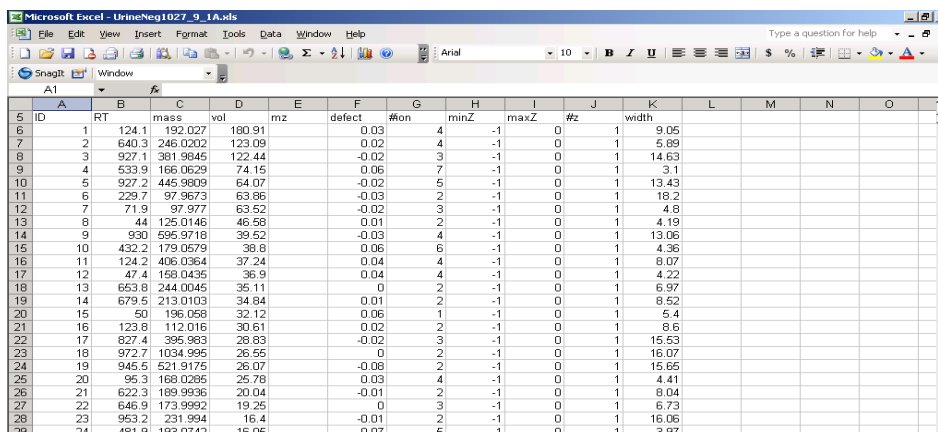 Microsoft Excel - UrineNeg1027_9_1A.xls
File Edit View Insert Format Tools Data Window Help Type a question for help
Arial 10 B I U $ %
SnagIt Window
A1 fx
A B C D E F G H I J K L M N O
5 ID RT mass vol mz defect #ion minZ maxZ #z width
6 1 124.1 192.027 180.91 0.03 4 -1 0 1 9.05
7 2 640.3 246.0202 123.09 0.02 4 -1 0 1 5.89
8 3 927.1 381.9845 122.44 -0.02 3 -1 0 1 14.63
9 4 533.9 166.0629 74.15 0.06 7 -1 0 1 3.1
10 5 927.2 445.9809 64.07 -0.02 5 -1 0 1 13.43
11 6 229.7 97.9673 63.86 -0.03 2 -1 0 1 18.2
12 7 71.9 97.977 63.52 -0.02 3 -1 0 1 4.8
13 8 44 125.0146 46.58 0.01 2 -1 0 1 4.19
14 9 930 595.9718 39.52 -0.03 4 -1 0 1 13.06
15 10 432.2 179.0579 38.8 0.06 6 -1 0 1 4.36
16 11 124.2 406.0364 37.24 0.04 4 -1 0 1 8.07
17 12 47.4 158.0435 36.9 0.04 4 -1 0 1 4.22
18 13 653.8 244.0045 35.11 0 2 -1 0 1 6.97
19 14 679.5 213.0103 34.84 0.01 2 -1 0 1 8.52
20 15 50 196.058 32.12 0.06 1 -1 0 1 5.4
21 16 123.8 112.016 30.61 0.02 2 -1 0 1 8.6
22 17 827.4 395.983 28.83 -0.02 3 -1 0 1 15.53
23 18 972.7 1034.995 26.55 0 2 -1 0 1 16.07
24 19 945.5 521.9175 26.07 -0.08 2 -1 0 1 15.65
25 20 95.3 168.0285 25.78 0.03 4 -1 0 1 4.41
26 21 622.3 189.9936 20.04 -0.01 2 -1 0 1 8.04
27 22 646.9 173.9992 19.25 0 3 -1 0 1 6.73
28 23 953.2 231.994 16.4 -0.01 2 -1 0 1 16.06
29 24 481.9 193.0742 0.07 1 0 1 3.97